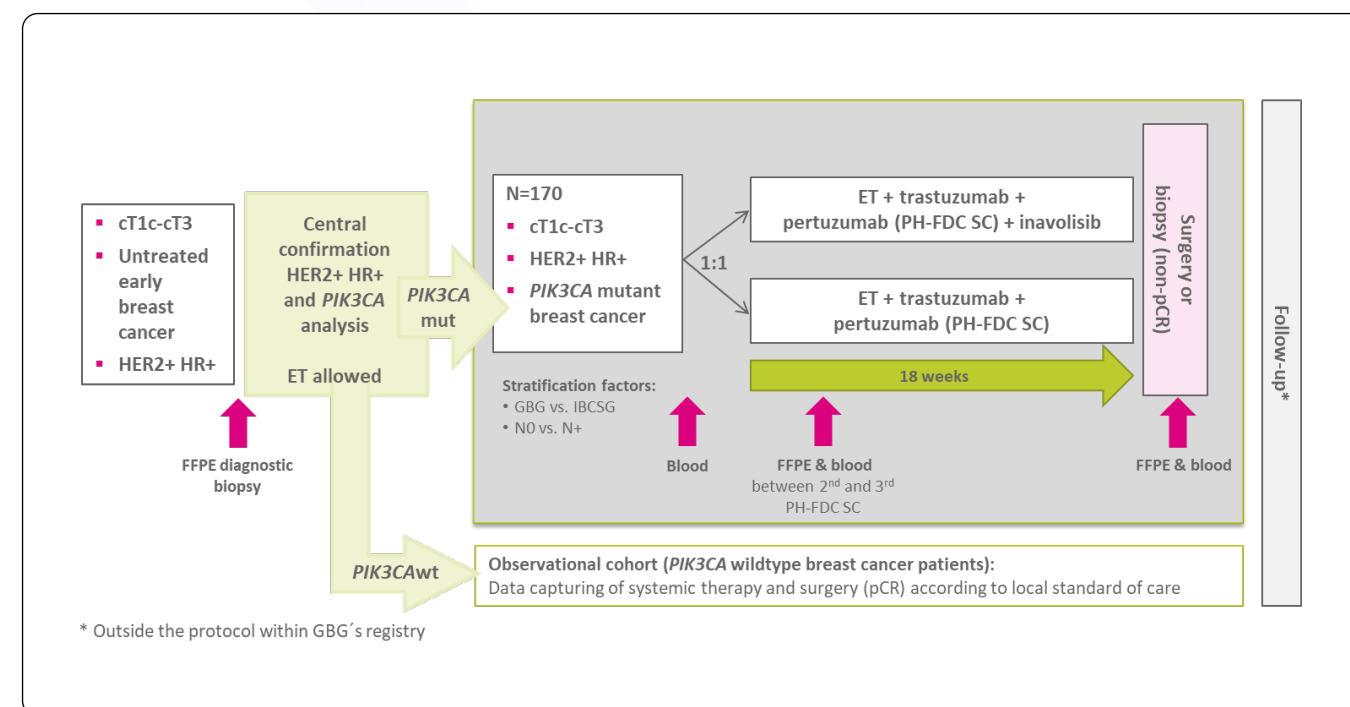 ▪ cT1c-cT3
▪ Untreated
early
breast
cancer
▪ HER2+ HR+
FFPE diagnostic
biopsy
Central
confirmation
HER2+ HR+
and PIK3CA
analysis
ET allowed
PIK3CA
mut
PIK3CAwt
N=170
▪ cT1c-cT3
▪ HER2+ HR+
▪ PIK3CA mutant
breast cancer
Stratification factors:
• GBG vs. IBCSG
• N0 vs. N+
1:1
ET + trastuzumab +
pertuzumab (PH-FDC SC) + inavolisib
ET + trastuzumab +
pertuzumab (PH-FDC SC)
18 weeks
Blood
FFPE & blood
between 2nd and 3rd
PH-FDC SC
Surgery or
biopsy (non-pCR)
FFPE & blood
Follow-up*
Observational cohort (PIK3CA wildtype breast cancer patients):
Data capturing of systemic therapy and surgery (pCR) according to local standard of care
* Outside the protocol within GBG´s registry